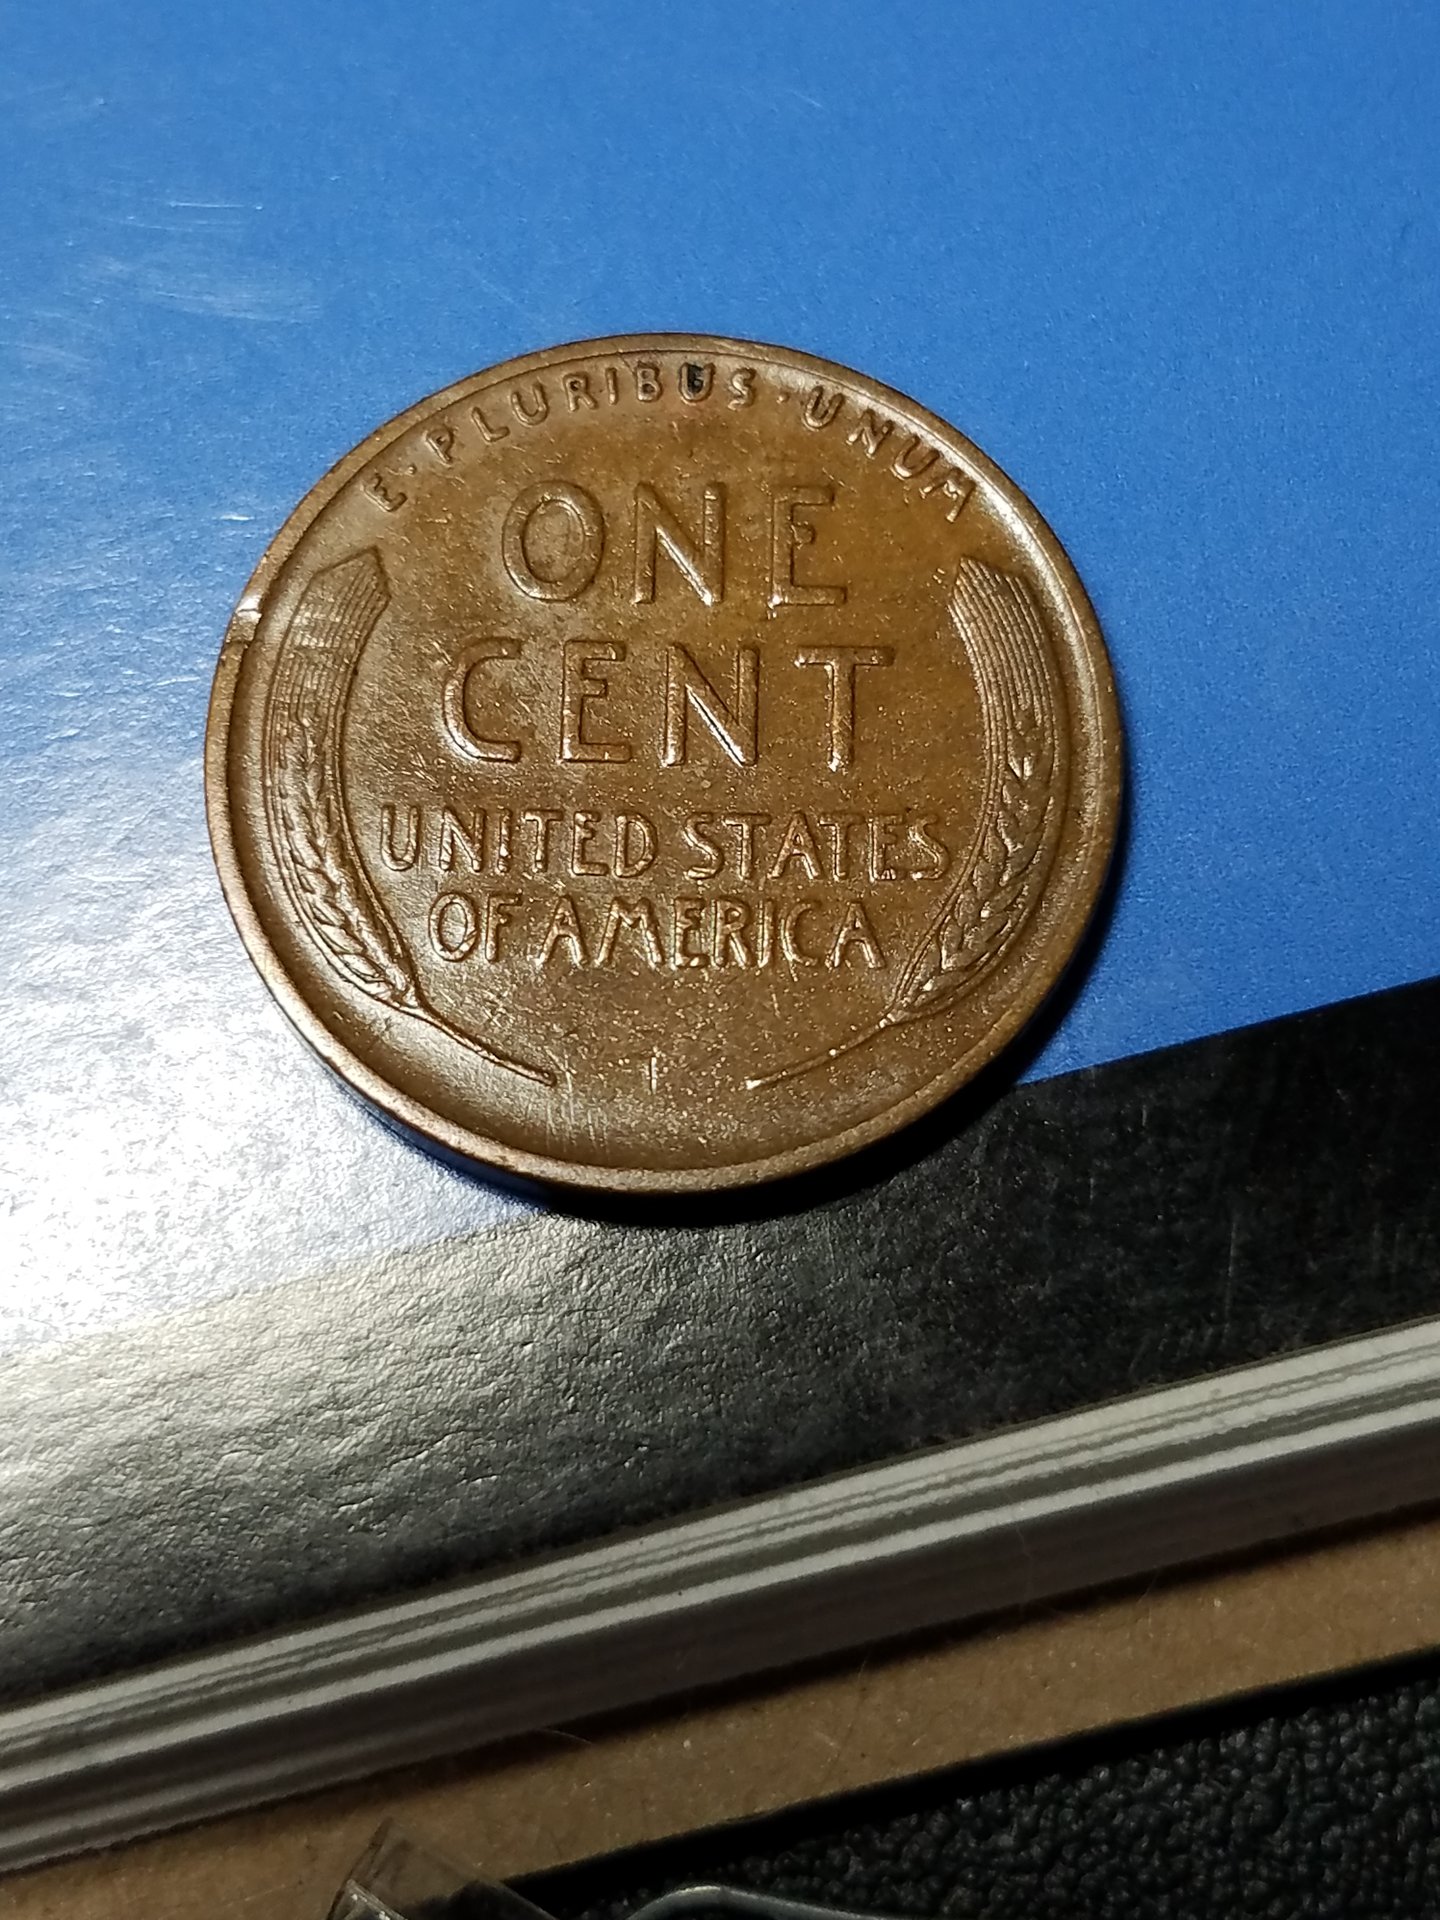 E·PLURIBUS·UNUM
ONE
CENT
UNITED STATES
OF AMERICA